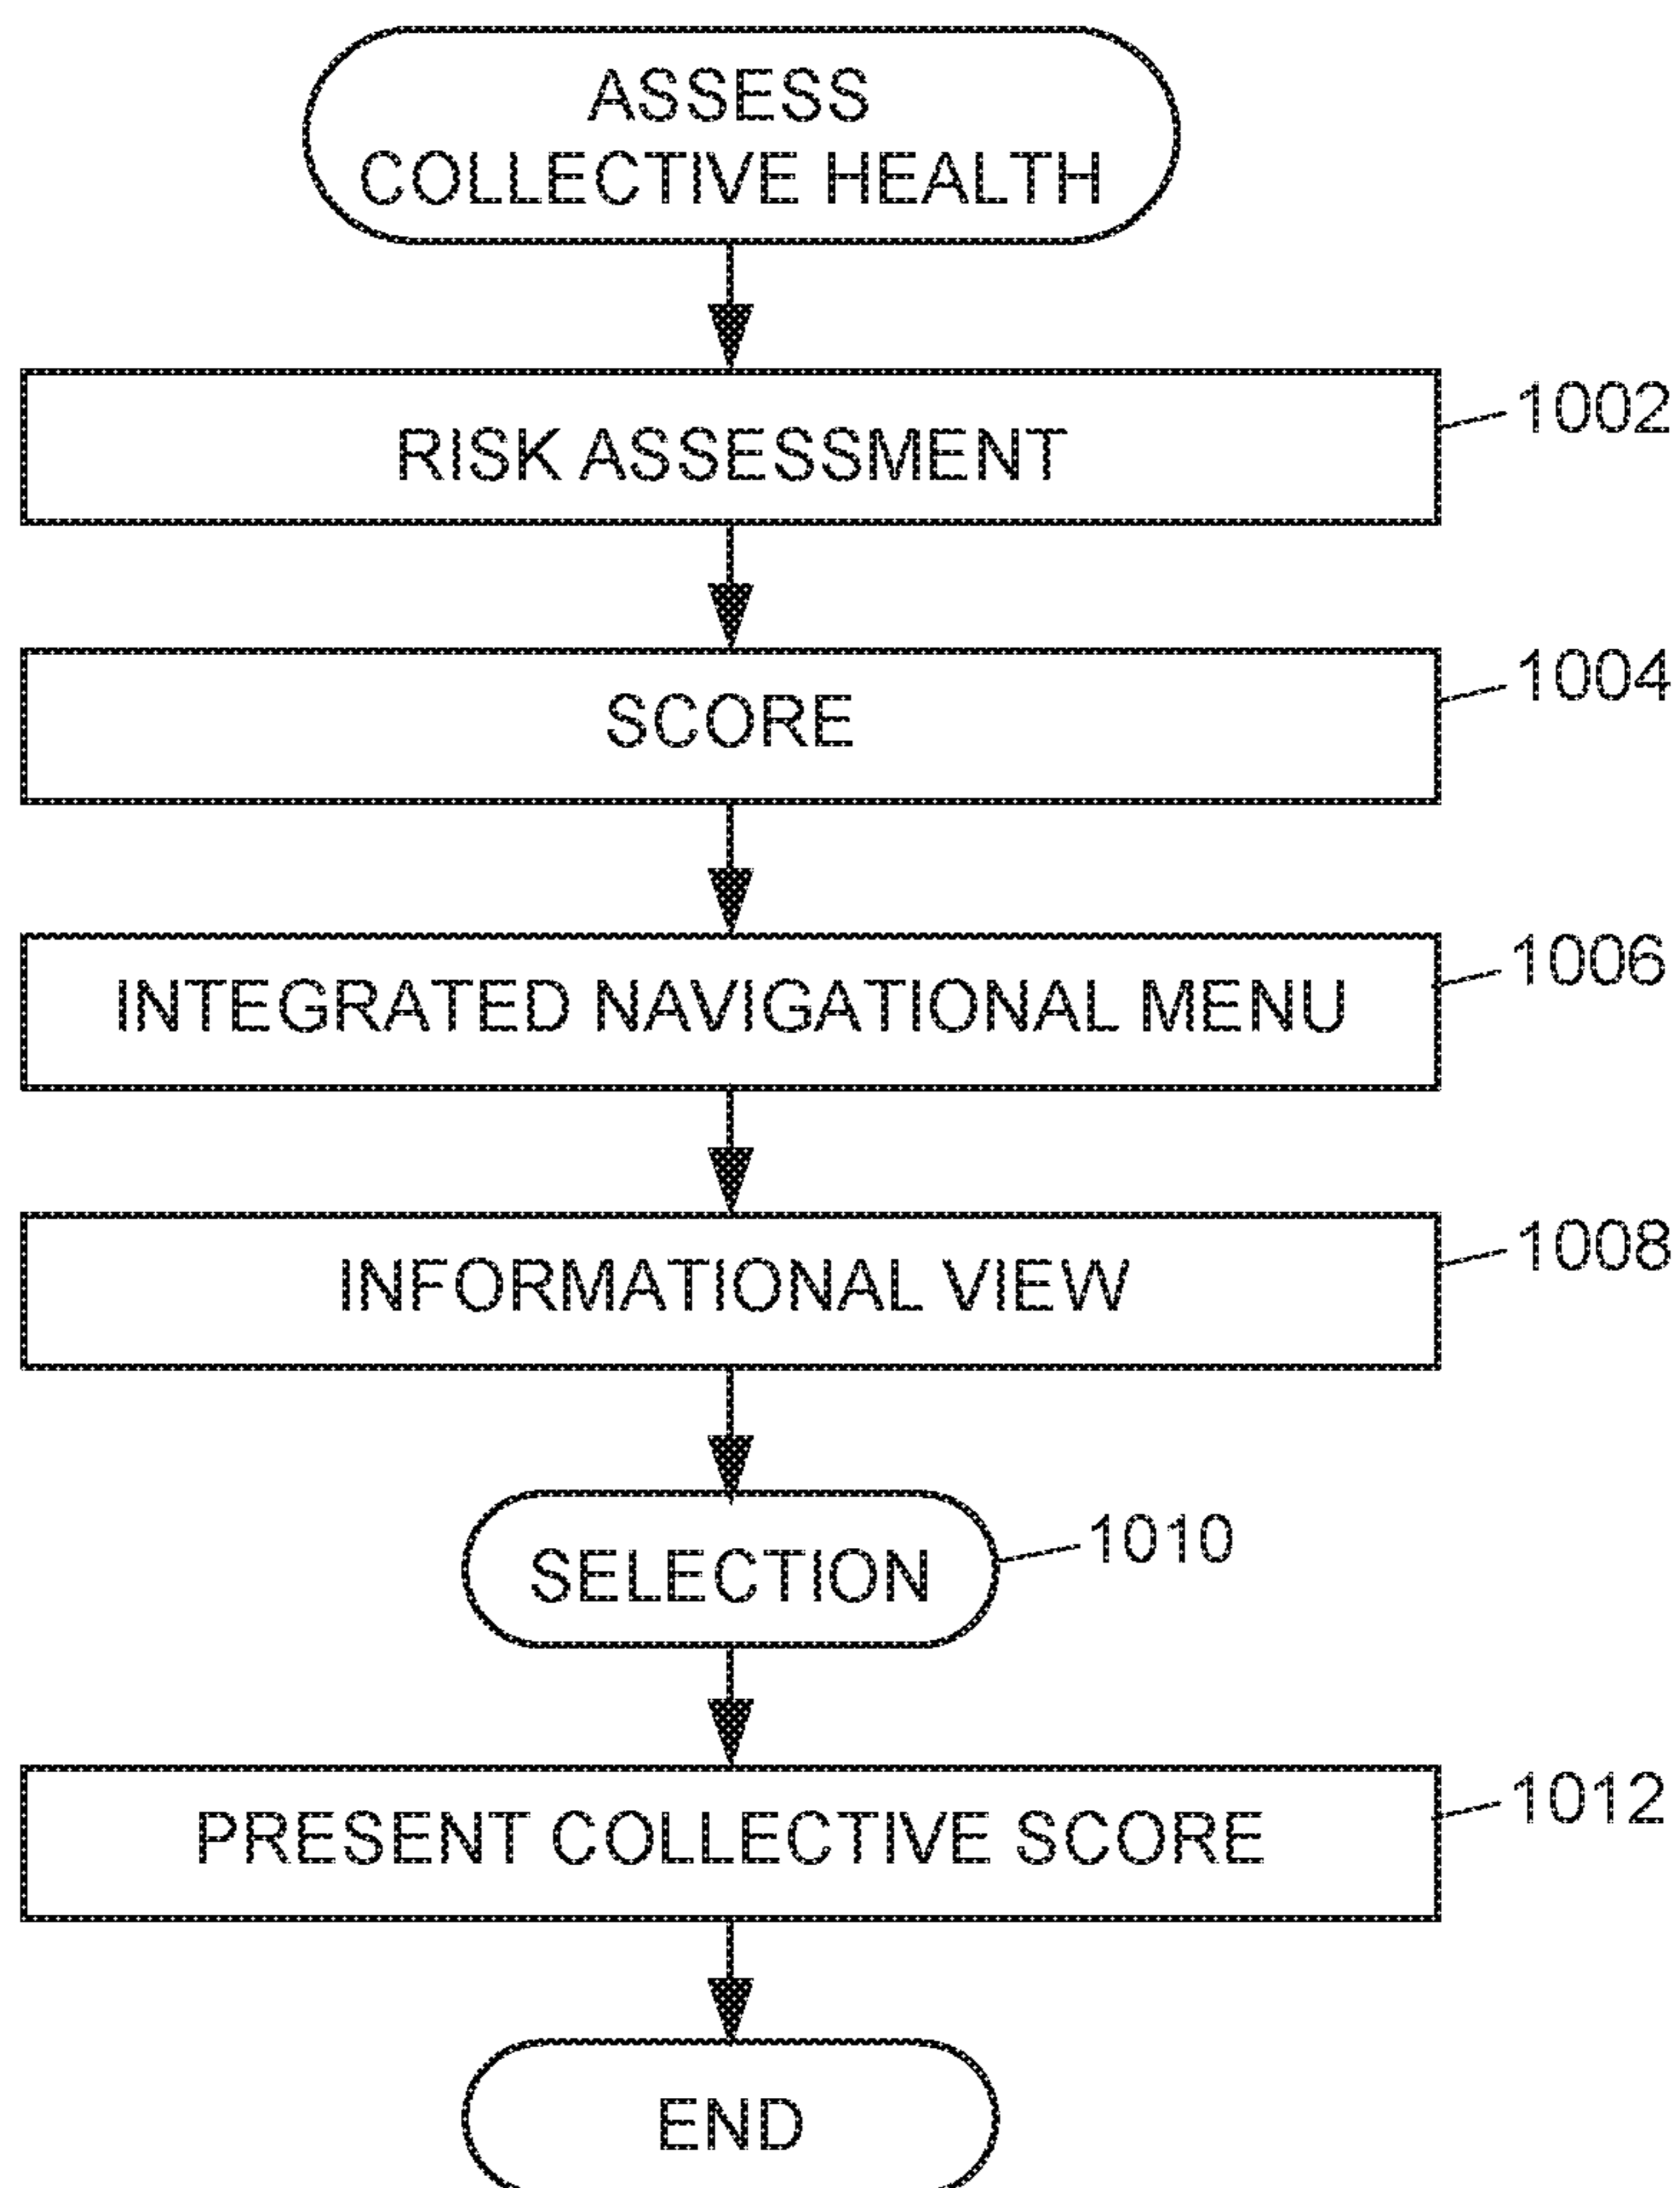 ASSESS
COLLECTIVE HEALTH
RISK ASSESSMENT
1002
SCORE
1004
INTEGRATED NAVIGATIONAL MENU
1006
INFORMATIONAL VIEW
1008
SELECTION
1010
PRESENT COLLECTIVE SCORE
1012
END